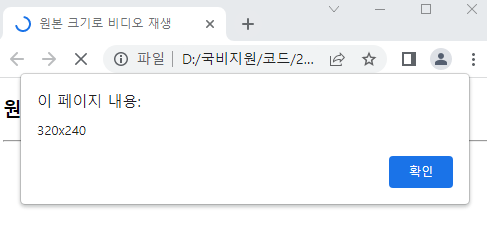 원본 크기로 비디오 재생
파일 | D:/국비지원/코드/2...
원
이 페이지 내용:
320x240
확인